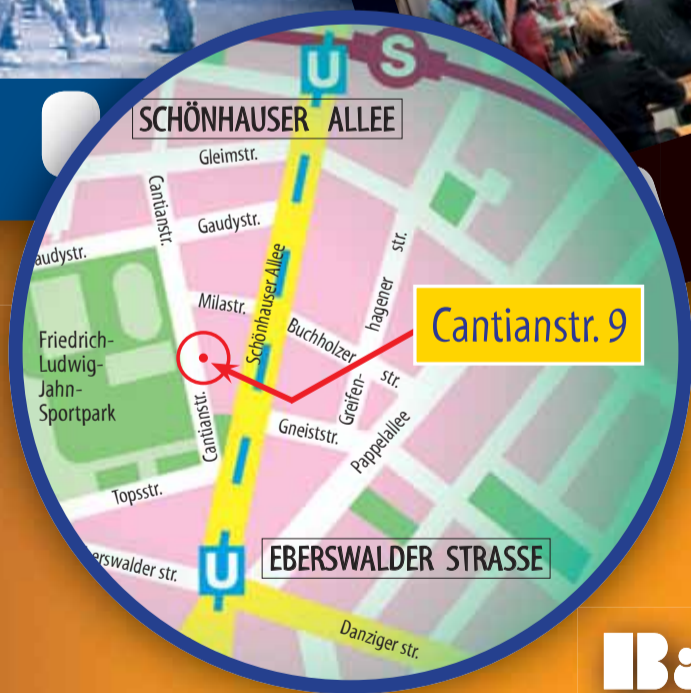 U S
SCHÖNHAUSER ALLEE
Gleimstr.
Cantianstr.
Gaudystr.
audystr.
hagener str.
Schönhauser Allee
Milastr.
Buchholzer str.
Cantianstr. 9
Friedrich-
Ludwig-
Jahn-
Sportpark
Greifen-
Cantianstr.
Gneiststr.
Pappelallee
Topsstr.
U
EBERSWALDER STRASSE
erswalder str.
Danziger str.